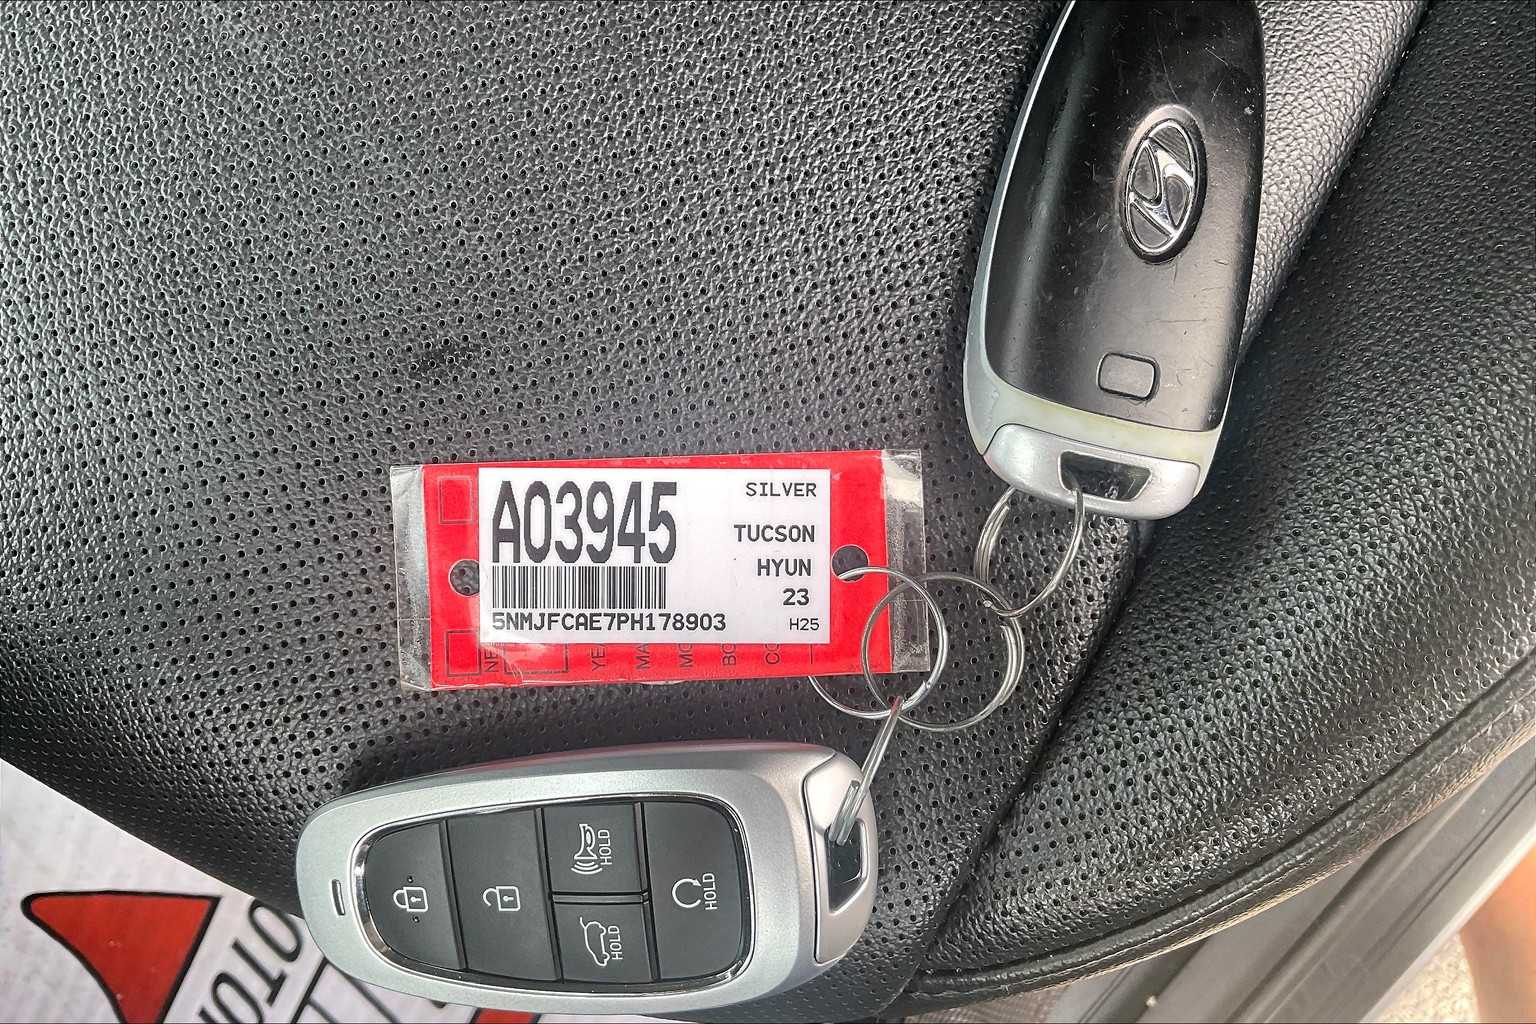 A03945
SILVER
TUCSON
HYUN
23
H25
5NMJFCAE7PH178903
HOLD
HOLD
HOLD